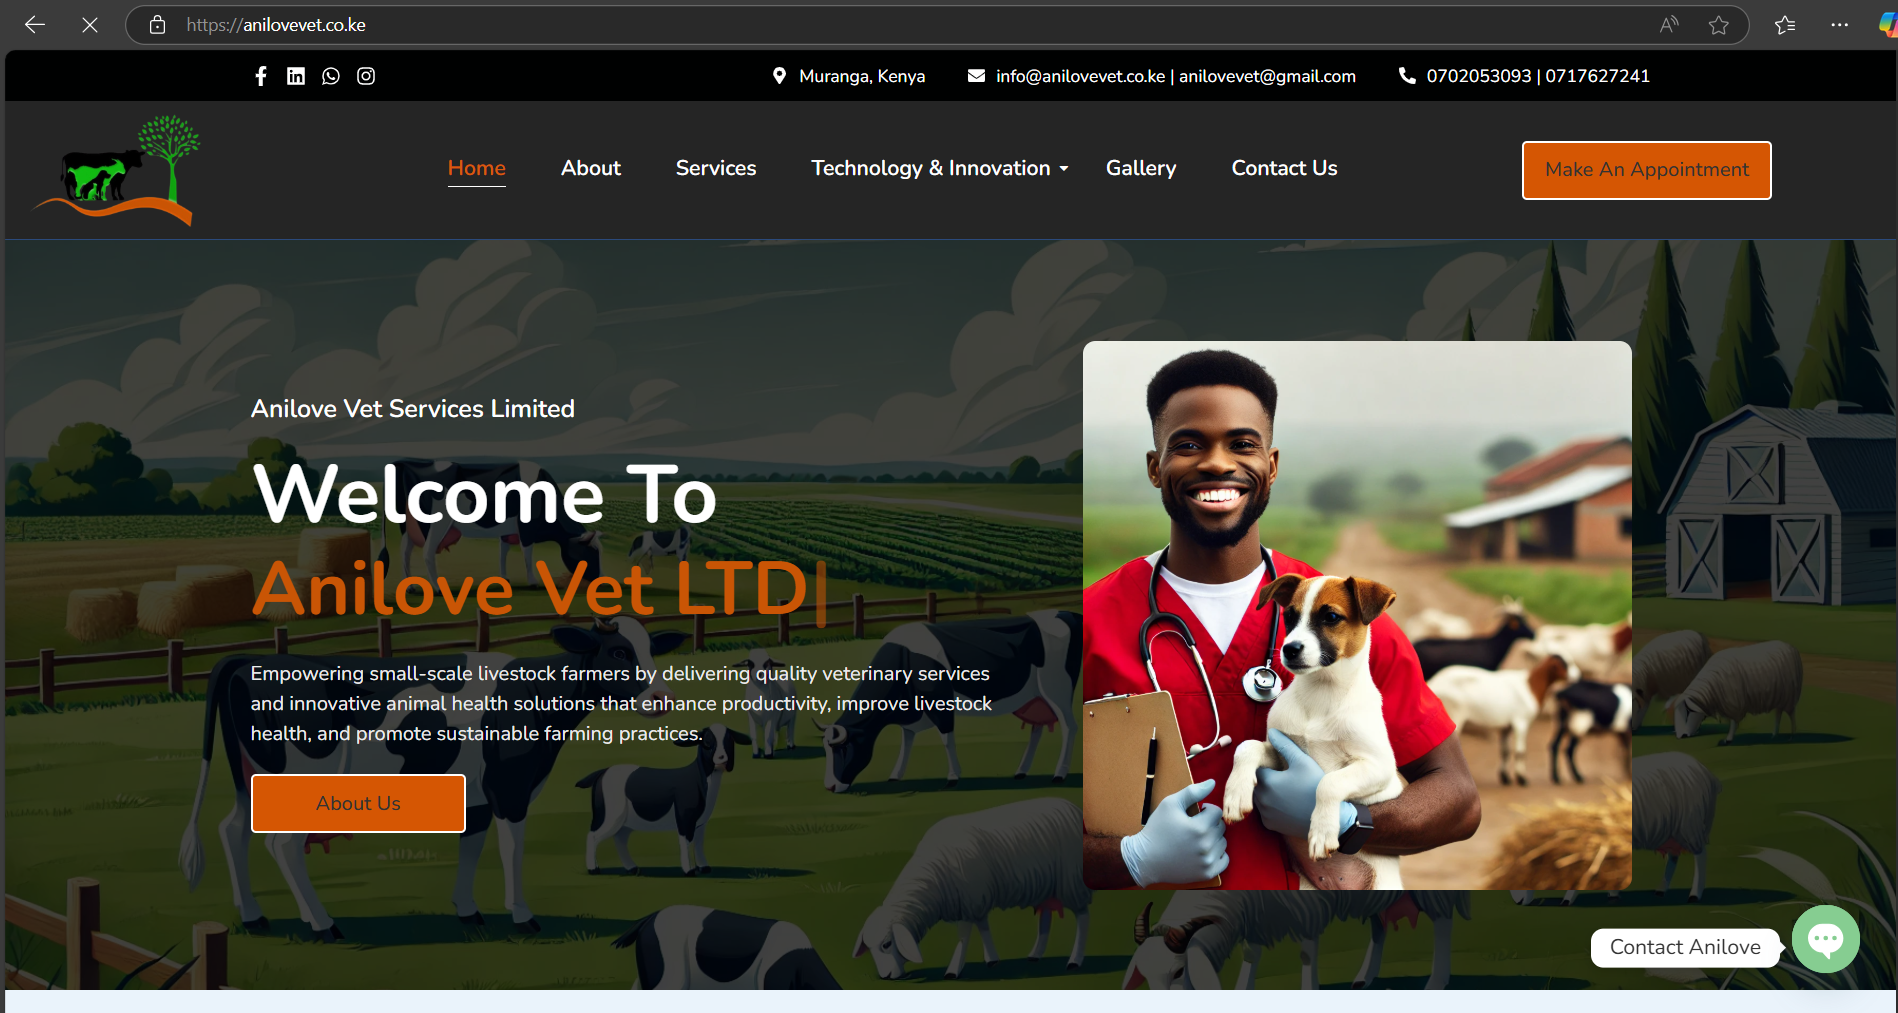 https://anilovevet.co.ke
Muranga, Kenya
info@anilovevet.co.ke | anilovevet@gmail.com
0702053093 | 0717627241
Home
About
Services
Technology & Innovation
Gallery
Contact Us
Make An Appointment
Anilove Vet Services Limited
Welcome To
Anilove Vet LTD|
Empowering small-scale livestock farmers by delivering quality veterinary services
and innovative animal health solutions that enhance productivity, improve livestock
health, and promote sustainable farming practices.
About Us
Contact Anilove